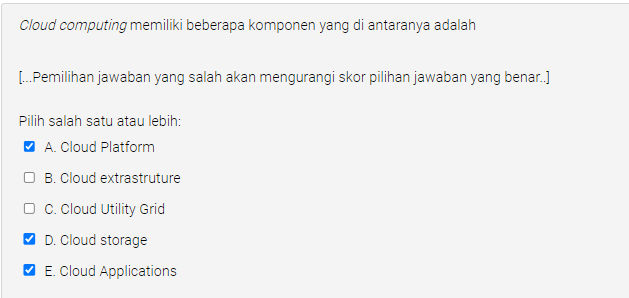 Cloud computing memiliki beberapa komponen yang di antaranya adalah
[...Pemilihan jawaban yang salah akan mengurangi skor pilihan jawaban yang benar..]
Pilih salah satu atau lebih:
A. Cloud Platform
B. Cloud extrastruture
C. Cloud Utility Grid
D. Cloud storage
E. Cloud Applications